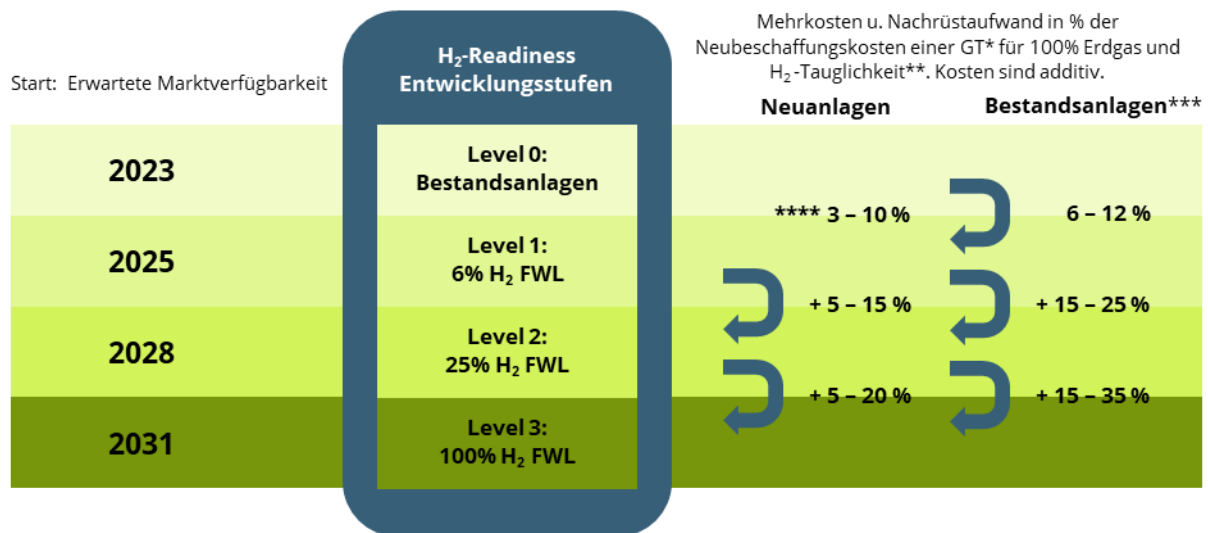 Start: Erwartete Marktverfügbarkeit
H₂-Readiness
Entwicklungsstufen
Mehrkosten u. Nachrüstaufwand in % der
Neubeschaffungskosten einer GT* für 100% Erdgas und
H₂-Tauglichkeit**. Kosten sind additiv.
Neuanlagen
Bestandsanlagen***
2023
Level 0:
Bestandsanlagen
**** 3 – 10 %
6 – 12 %
2025
Level 1:
6% H₂ FWL
+ 5 – 15 %
+ 15 – 25 %
2028
Level 2:
25% H₂ FWL
+ 5 – 20 %
+ 15 – 35 %
2031
Level 3:
100% H₂ FWL